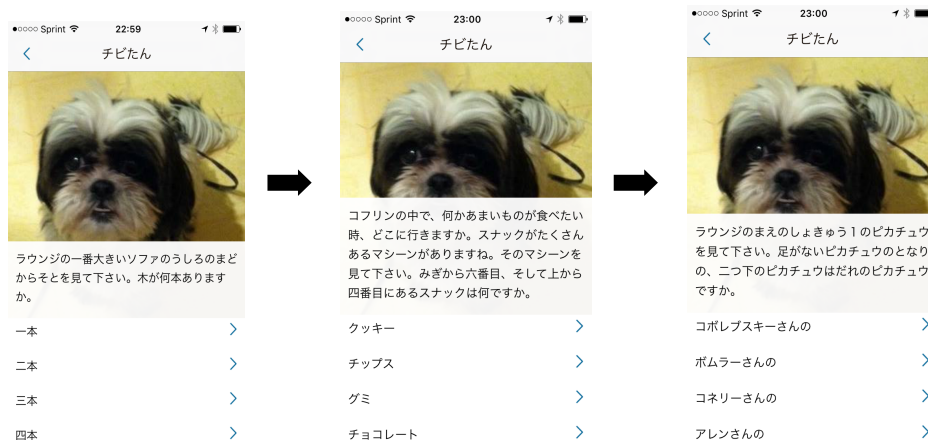 ●○○○○ Sprint 22:59
チビたん
ラウンジの一番大きいソファのうしろのまど
からそとを見て下さい。木が何本あります
か。
一本
二本
三本
四本
●○○○○ Sprint 23:00
チビたん
コフリンの中で、何かあまいものが食べたい
時、どこに行きますか。スナックがたくさん
あるマシーンがありますね。そのマシーンを
見て下さい。みぎから六番目、そして上から
四番目にあるスナックは何ですか。
クッキー
チップス
グミ
チョコレート
●○○○○ Sprint 23:00
チビたん
ラウンジのまえのしょきゅう1のピカチュウ
を見て下さい。足がないピカチュウのとなり
の、二つ下のピカチュウはだれのピカチュウ
ですか。
コボレブスキーさんの
ボムラーさんの
コネリーさんの
アレンさんの